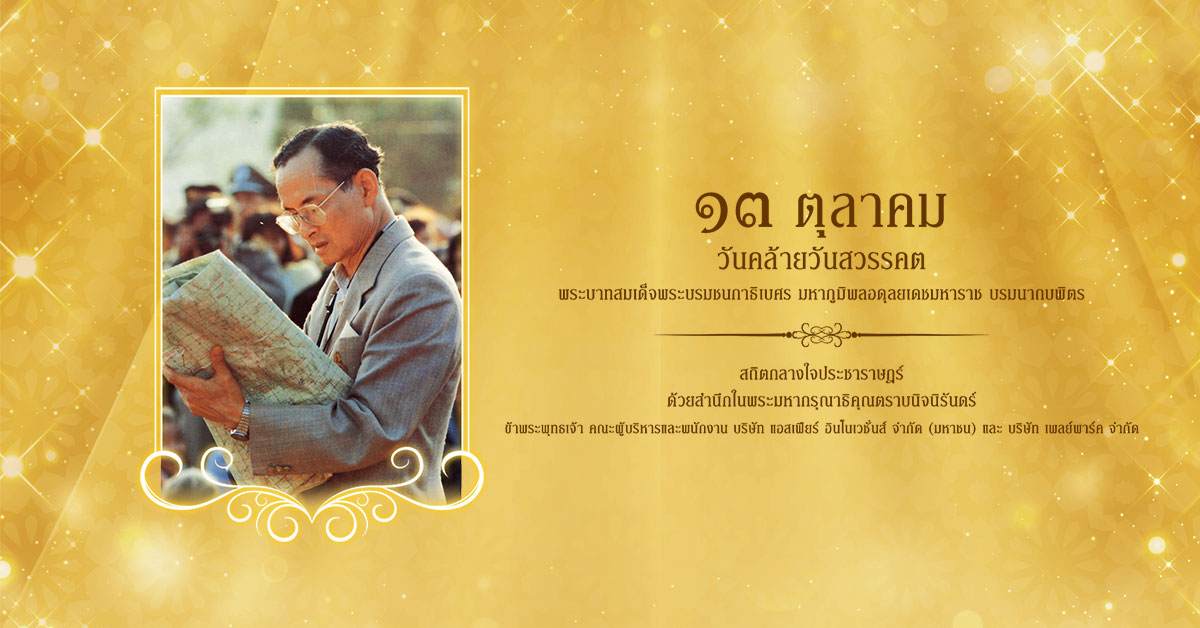 ๑๓ ตุลาคม
วันคล้ายวันสวรรคต
พระบาทสมเด็จพระบรมชนกาธิเบศร มหาภูมิพลอดุลยเดชมหาราช บรมนาถบพิตร
สถิตกลางใจประชาราษฎร์
ด้วยสำนึกในพระมหากรุณาธิคุณตราบนิจนิรันดร์
ข้าพระพุทธเจ้า คณะผู้บริหารและพนักงาน บริษัท แอสเฟียร์ อินโนเวชั่นส์ จำกัด (มหาชน) และ บริษัท เพลย์พาร์ค จำกัด